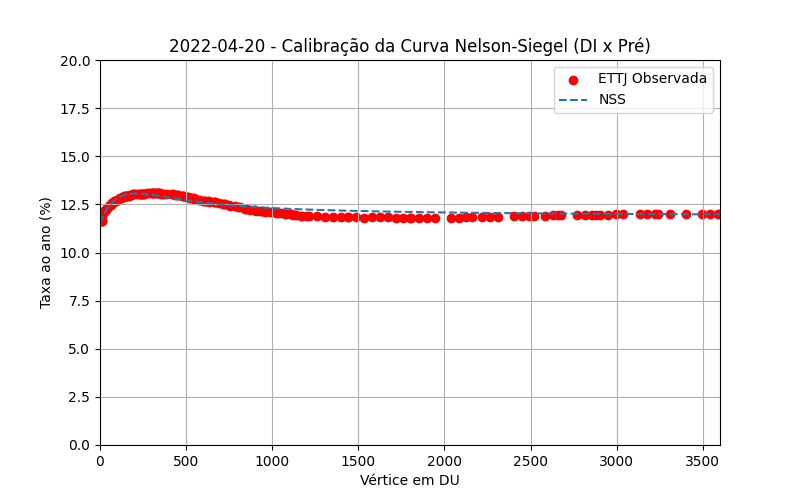 2022-04-20 - Calibração da Curva Nelson-Siegel (DI x Pré)
ETTJ Observada
NSS
Taxa ao ano (%)
20.0
17.5
15.0
12.5
10.0
7.5
5.0
2.5
0.0
0 500 1000 1500 2000 2500 3000 3500
Vértice em DU